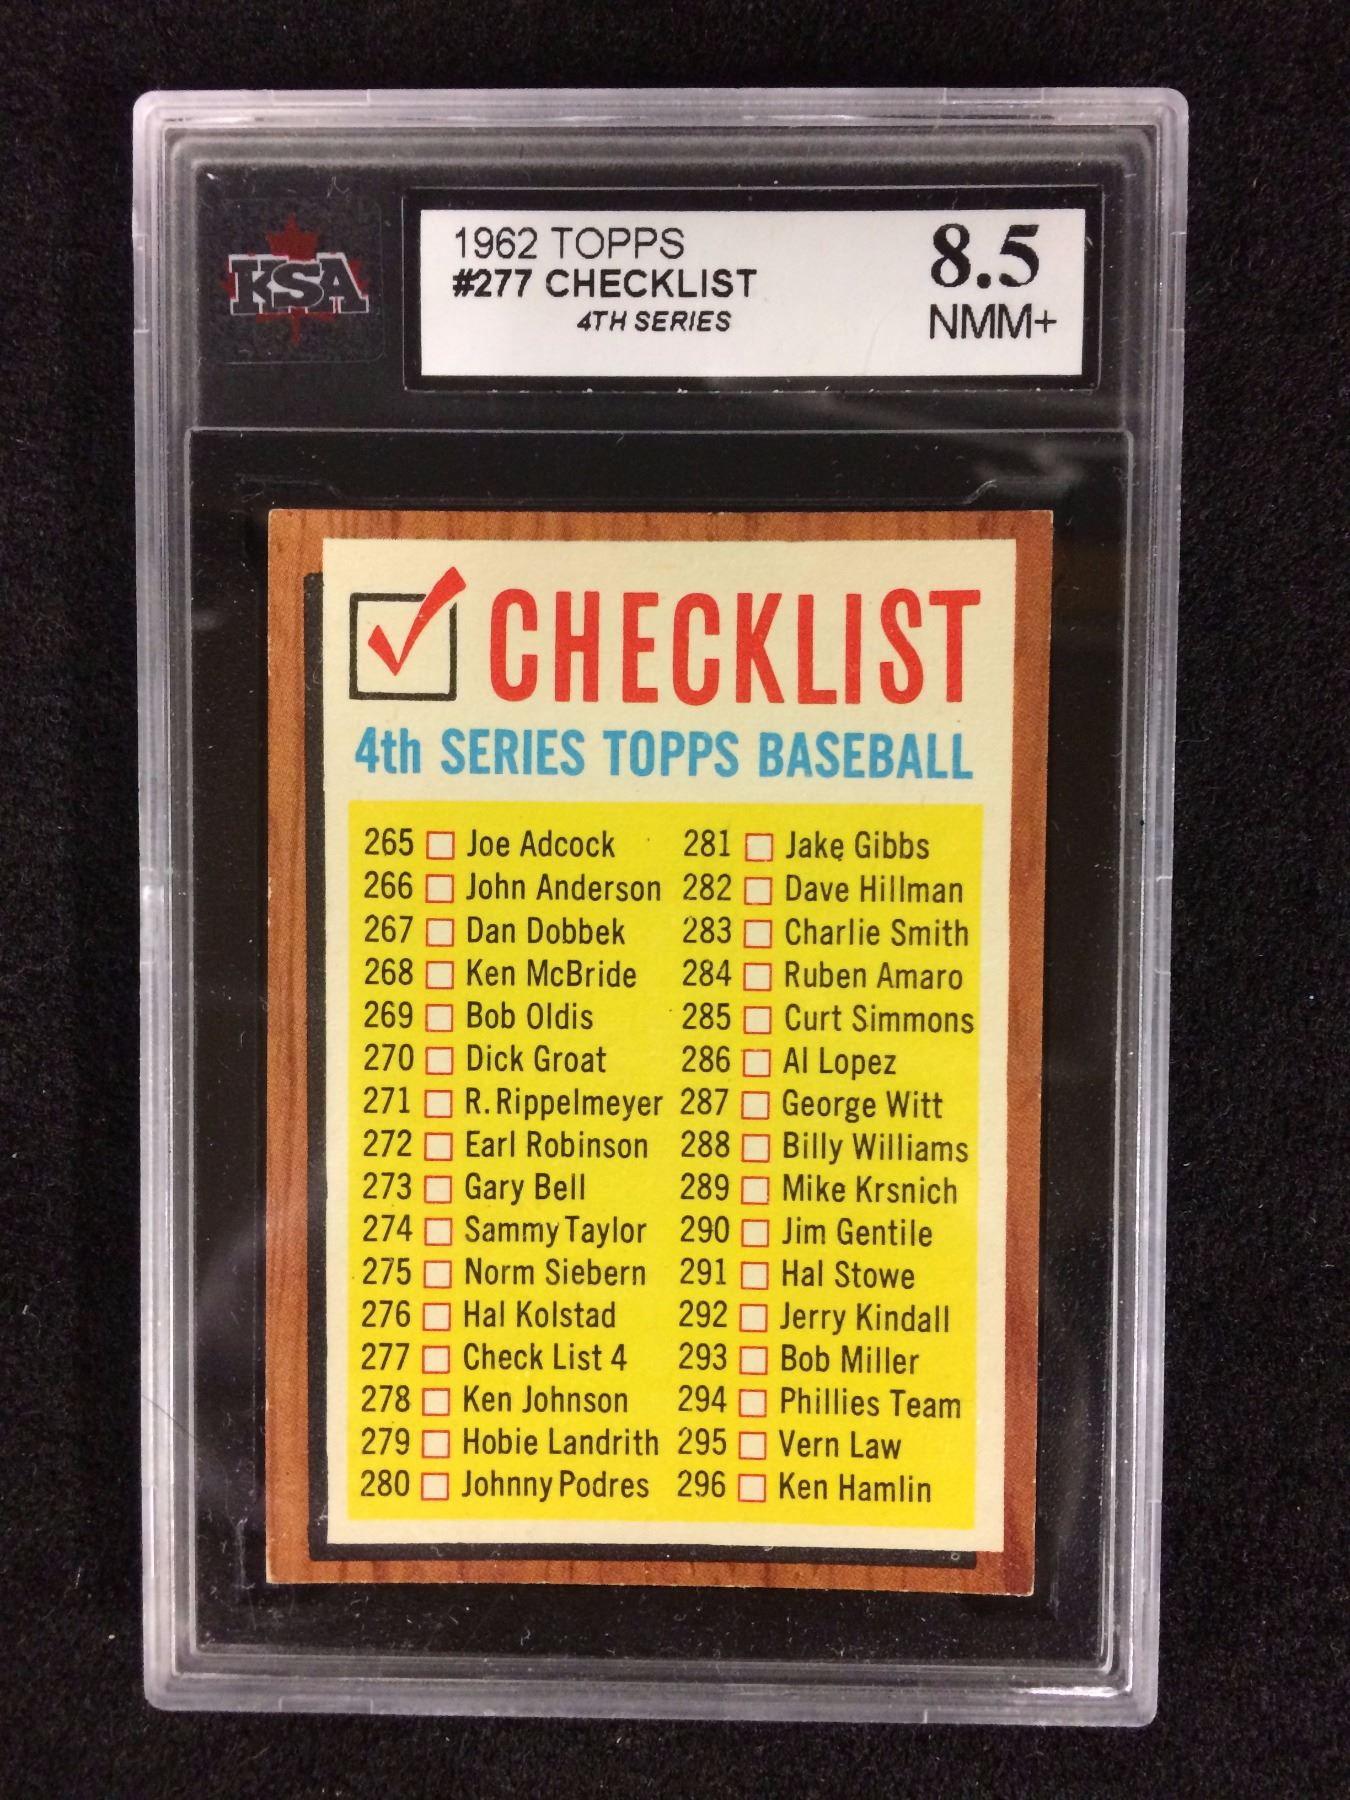 KSA
1962 TOPPS
#277 CHECKLIST
4TH SERIES
8.5
NMM+
CHECKLIST
4th SERIES TOPPS BASEBALL
265 Joe Adcock
266 John Anderson
267 Dan Dobbek
268 Ken McBride
269 Bob Oldis
270 Dick Groat
271 R. Rippelmeyer
272 Earl Robinson
273 Gary Bell
274 Sammy Taylor
275 Norm Siebern
276 Hal Kolstad
277 Check List 4
278 Ken Johnson
279 Hobie Landrith
280 Johnny Podres
281 Jake Gibbs
282 Dave Hillman
283 Charlie Smith
284 Ruben Amaro
285 Curt Simmons
286 Al Lopez
287 George Witt
288 Billy Williams
289 Mike Krsnich
290 Jim Gentile
291 Hal Stowe
292 Jerry Kindall
293 Bob Miller
294 Phillies Team
295 Vern Law
296 Ken Hamlin